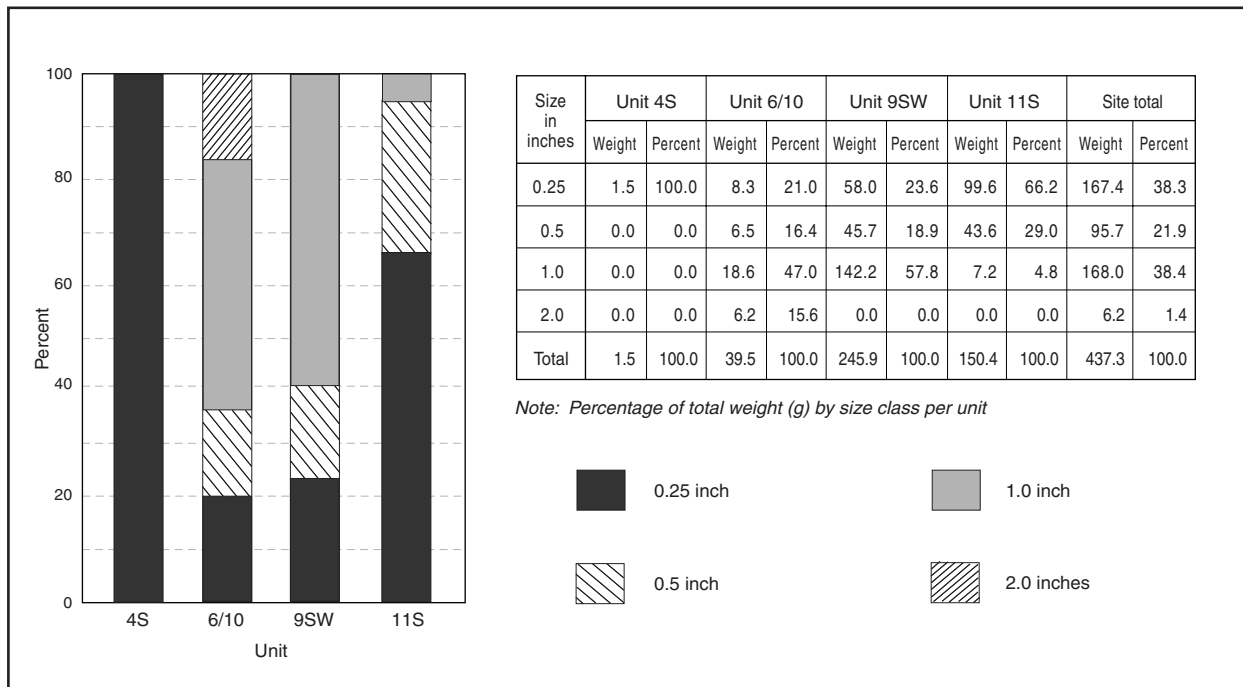 100
80
60
40
20
0
Percent
4S 6/10 9SW 11S
Unit
Size in inches Unit 4S Unit 6/10 Unit 9SW Unit 11S Site total
Weight Percent Weight Percent Weight Percent Weight Percent Weight Percent
0.25 1.5 100.0 8.3 21.0 58.0 23.6 99.6 66.2 167.4 38.3
0.5 0.0 0.0 6.5 16.4 45.7 18.9 43.6 29.0 95.7 21.9
1.0 0.0 0.0 18.6 47.0 142.2 57.8 7.2 4.8 168.0 38.4
2.0 0.0 0.0 6.2 15.6 0.0 0.0 0.0 0.0 6.2 1.4
Total 1.5 100.0 39.5 100.0 245.9 100.0 150.4 100.0 437.3 100.0
Note: Percentage of total weight (g) by size class per unit
0.25 inch
1.0 inch
0.5 inch
2.0 inches